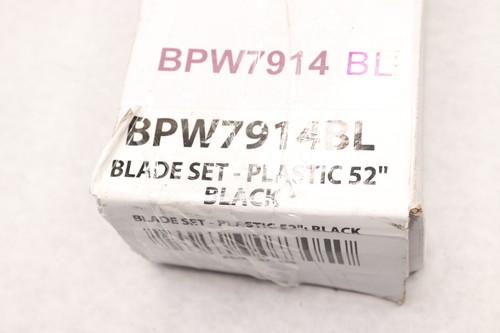 BPW7914 BL
BPW7914BL
BLADE SET - PLASTIC 52"
BLACK
BLADE SET - PLASTIC 52": BLACK